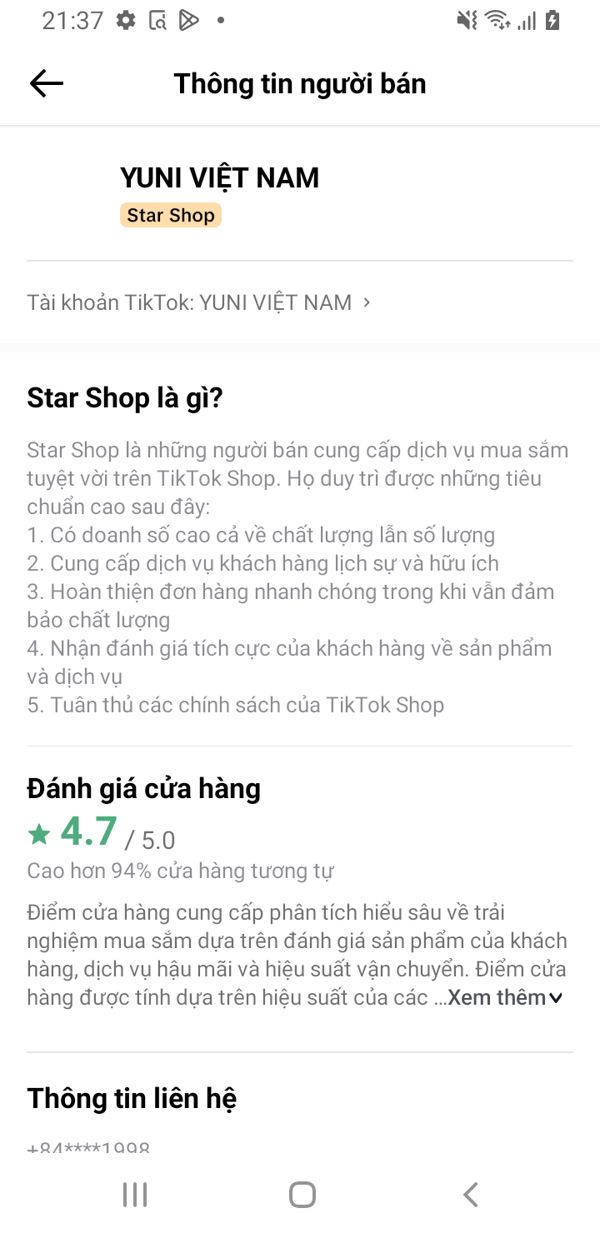 21:37
Thông tin người bán
YUNI VIỆT NAM
Star Shop
Tài khoản TikTok: YUNI VIỆT NAM
Star Shop là gì?
Star Shop là những người bán cung cấp dịch vụ mua sắm
tuyệt vời trên TikTok Shop. Họ duy trì được những tiêu
chuẩn cao sau đây:
1. Có doanh số cao cả về chất lượng lẫn số lượng
2. Cung cấp dịch vụ khách hàng lịch sự và hữu ích
3. Hoàn thiện đơn hàng nhanh chóng trong khi vẫn đảm
bảo chất lượng
4. Nhận đánh giá tích cực của khách hàng về sản phẩm
và dịch vụ
5. Tuân thủ các chính sách của TikTok Shop
Đánh giá cửa hàng
4.7 / 5.0
Cao hơn 94% cửa hàng tương tự
Điểm cửa hàng cung cấp phân tích hiểu sâu về trải
nghiệm mua sắm dựa trên đánh giá sản phẩm của khách
hàng, dịch vụ hậu mãi và hiệu suất vận chuyển. Điểm cửa
hàng được tính dựa trên hiệu suất của các ...Xem thêm
Thông tin liên hệ
+84****1998